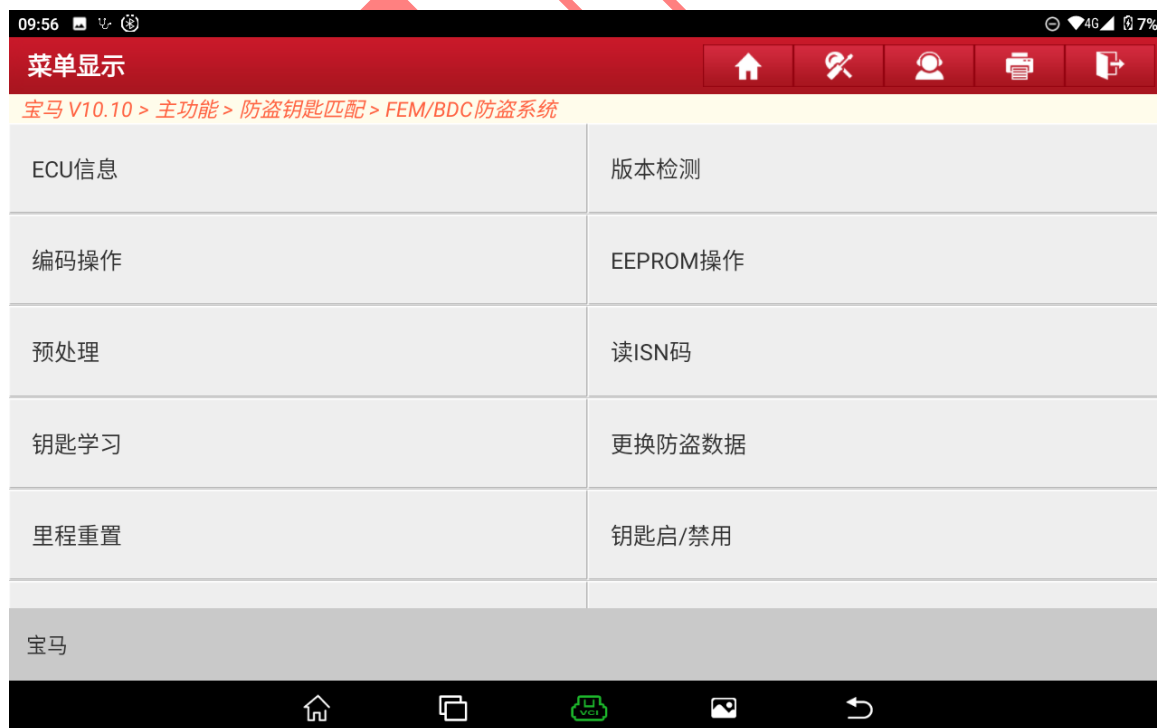 09:56 4G 7%
菜单显示
宝马 V10.10 > 主功能 > 防盗钥匙匹配 > FEM/BDC防盗系统
ECU信息 版本检测
编码操作 EEPROM操作
预处理 读ISN码
钥匙学习 更换防盗数据
里程重置 钥匙启/禁用
宝马
VCI